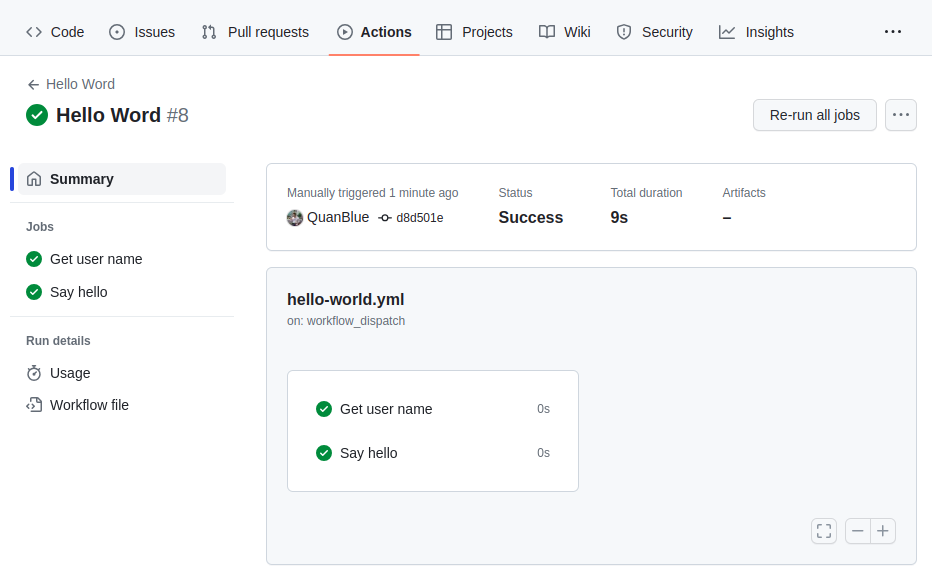 Code Issues Pull requests Actions Projects Wiki Security Insights
Hello Word
Hello Word #8
Re-run all jobs
Summary
Jobs
Get user name
Say hello
Run details
Usage
Workflow file
Manually triggered 1 minute ago Status Total duration Artifacts
QuanBlue d8d501e Success 9s –
hello-world.yml
on: workflow_dispatch
Get user name 0s
Say hello 0s